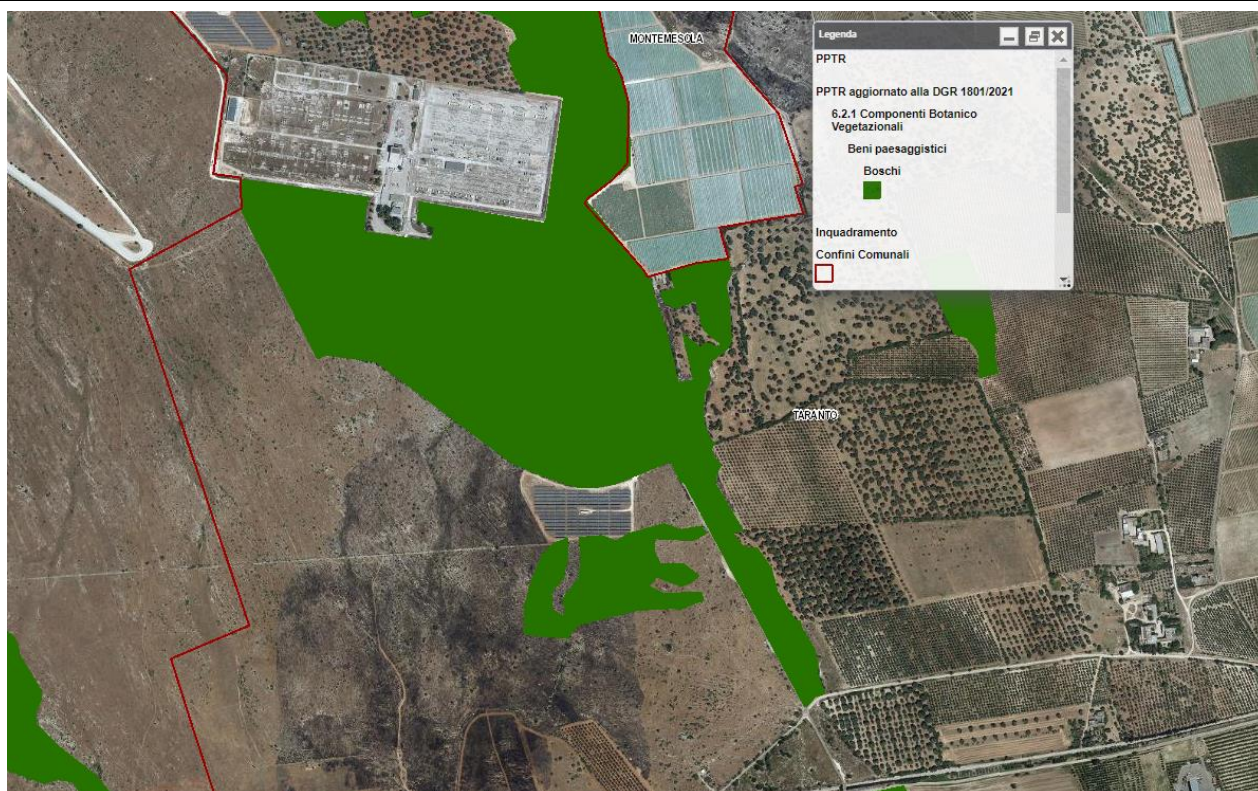 MONTEMESOLA
TARANTO
Legenda
PPTR
PPTR aggiornato alla DGR 1801/2021
6.2.1 Componenti Botanico
Vegetazionali
Beni paesaggistici
Boschi
Inquadramento
Confini Comunali